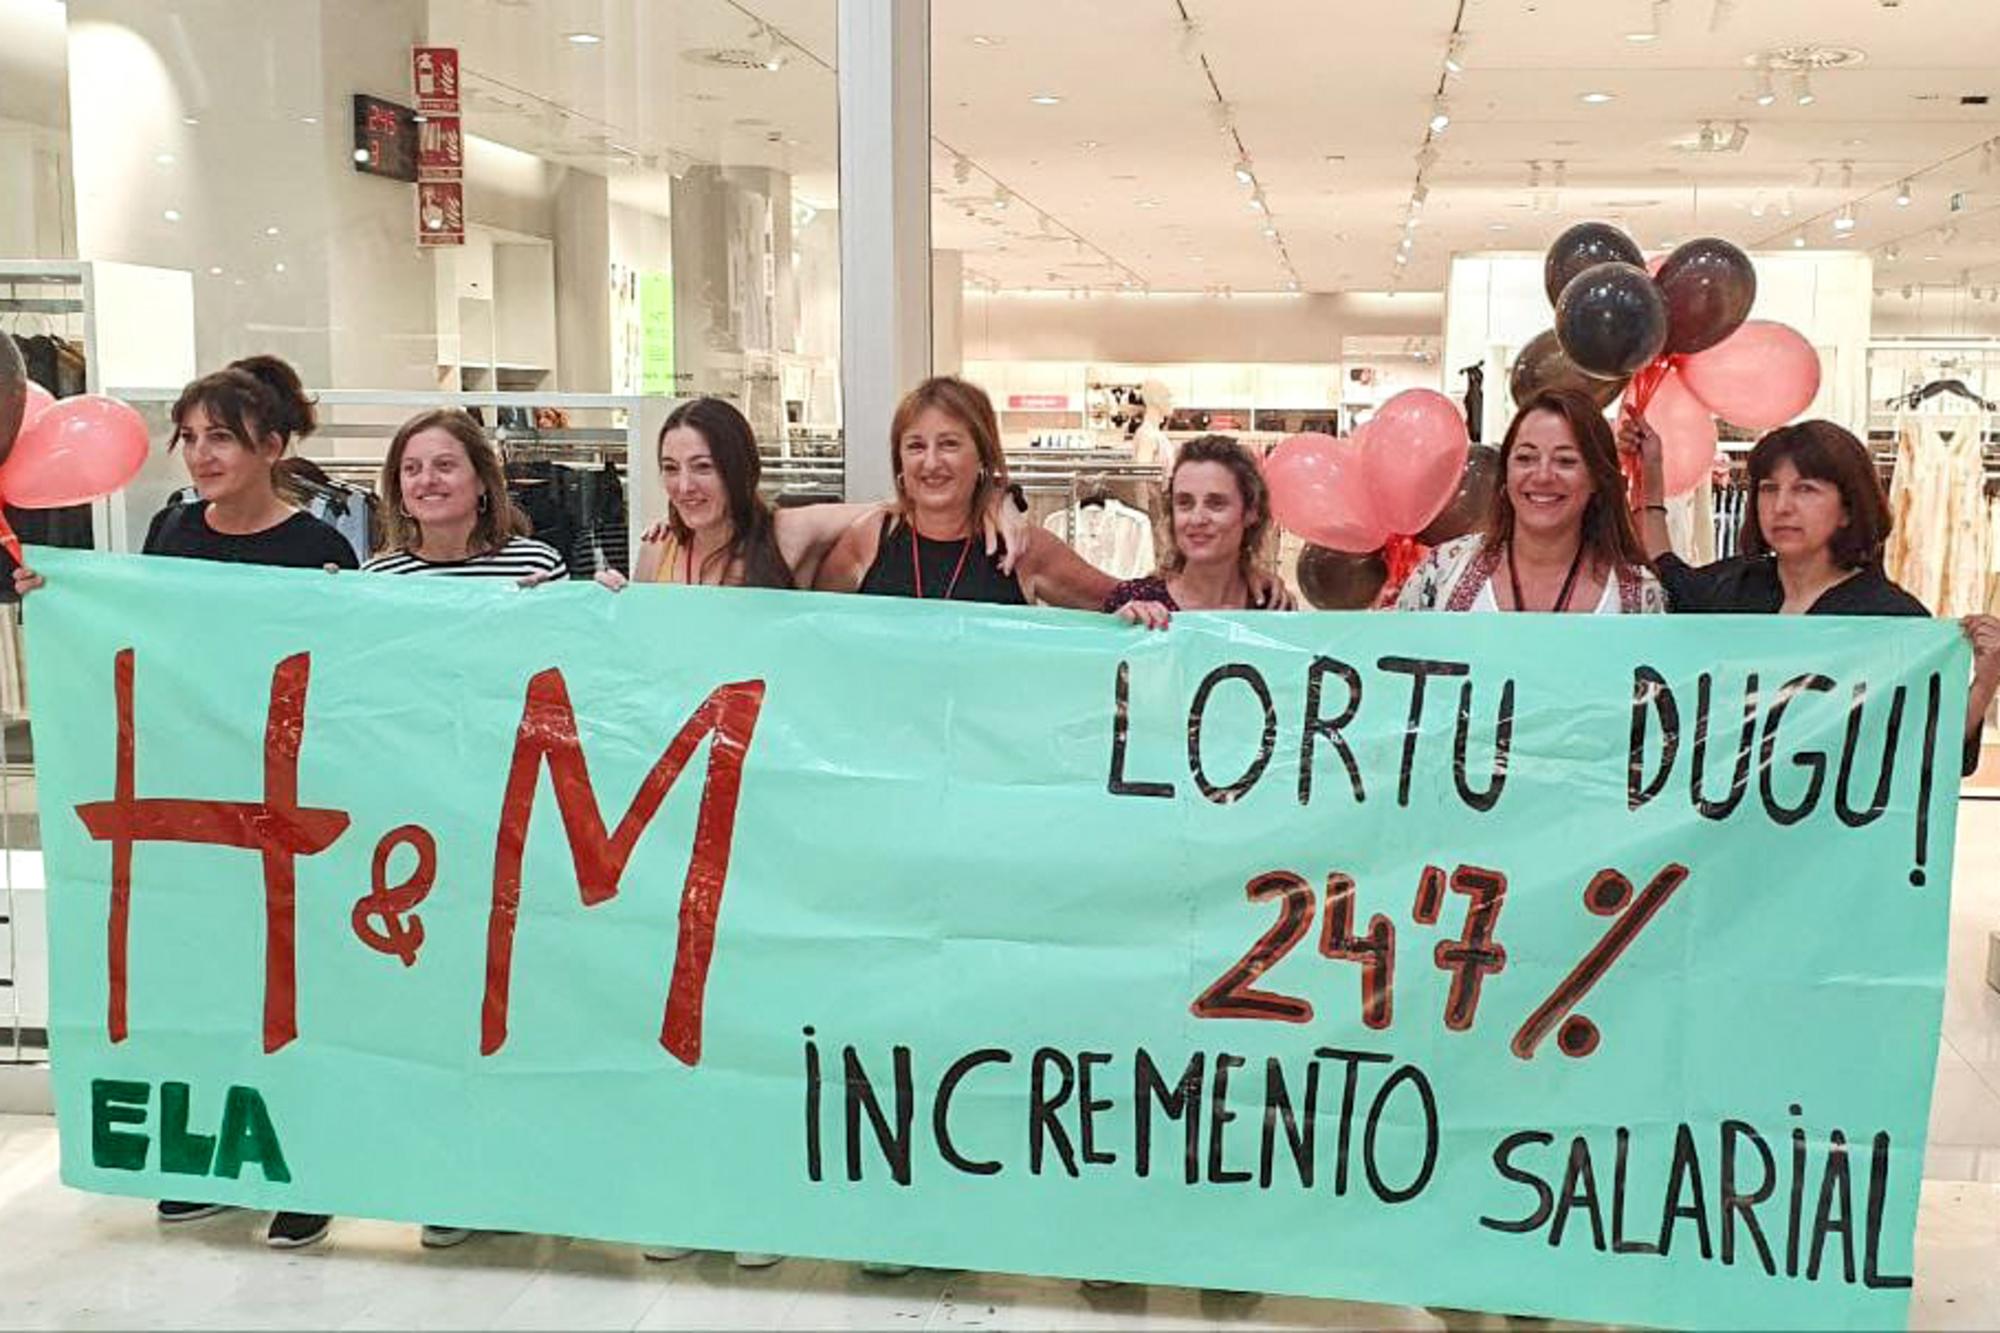 H&M
LORTU DUGU!
24'7%
INCREMENTO SALARIAL
ELA